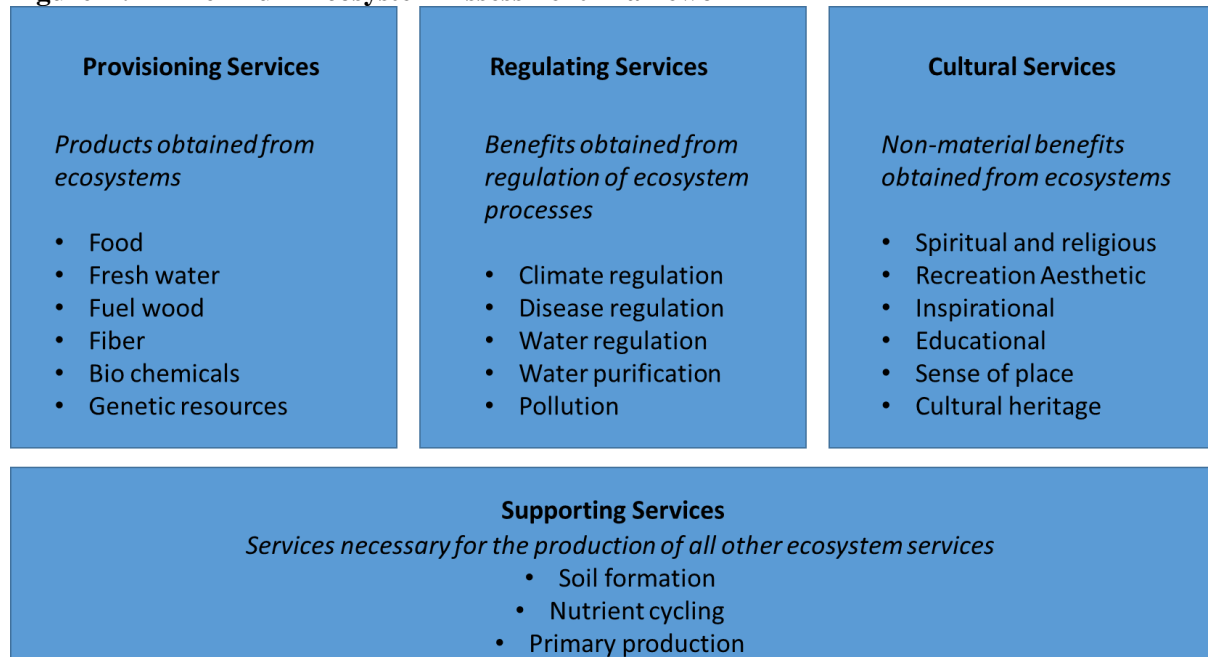 Provisioning Services
Products obtained from
ecosystems
• Food
• Fresh water
• Fuel wood
• Fiber
• Bio chemicals
• Genetic resources
Regulating Services
Benefits obtained from
regulation of ecosystem
processes
• Climate regulation
• Disease regulation
• Water regulation
• Water purification
• Pollution
Cultural Services
Non-material benefits
obtained from ecosystems
• Spiritual and religious
• Recreation Aesthetic
• Inspirational
• Educational
• Sense of place
• Cultural heritage
Supporting Services
Services necessary for the production of all other ecosystem services
• Soil formation
• Nutrient cycling
• Primary production